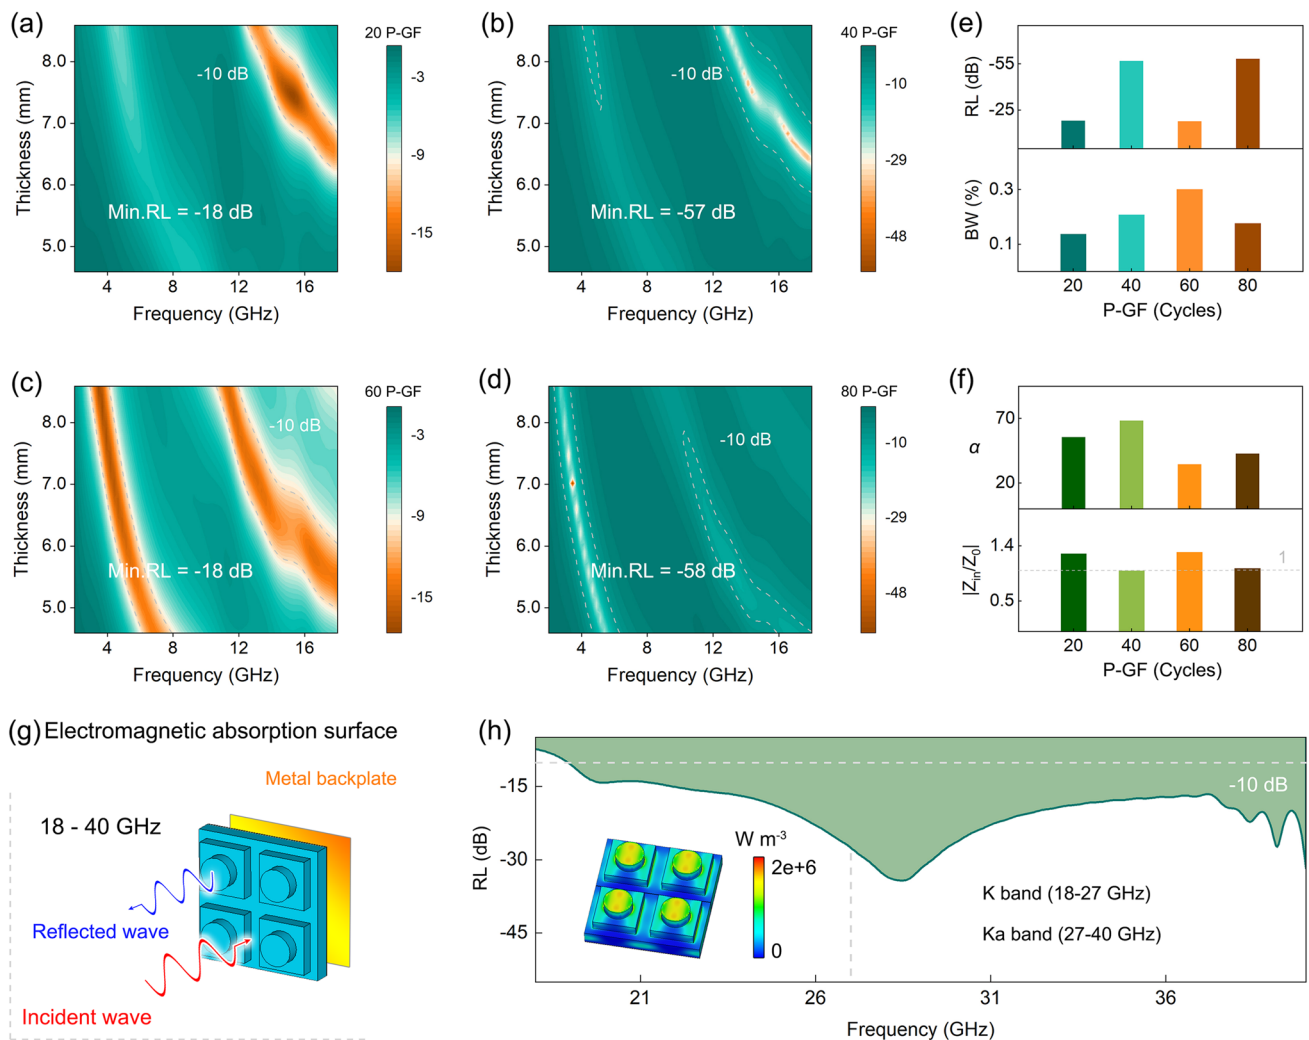 (a)
20 P-GF
-10 dB
Min.RL = -18 dB
8.0
7.0
6.0
5.0
Thickness (mm)
4
8
12
16
Frequency (GHz)
-3
-9
-15
(b)
40 P-GF
-10 dB
Min.RL = -57 dB
8.0
7.0
6.0
5.0
Thickness (mm)
4
8
12
16
Frequency (GHz)
-10
-29
-48
(e)
RL (dB)
-55
-25
BW (%)
0.3
0.1
20
40
60
80
P-GF (Cycles)
(c)
60 P-GF
-10 dB
Min.RL = -18 dB
8.0
7.0
6.0
5.0
Thickness (mm)
4
8
12
16
Frequency (GHz)
-3
-9
-15
(d)
80 P-GF
-10 dB
Min.RL = -58 dB
8.0
7.0
6.0
5.0
Thickness (mm)
4
8
12
16
Frequency (GHz)
-10
-29
-48
(f)
α
70
20
|Zin/Z0|
1.4
0.5
1
20
40
60
80
P-GF (Cycles)
(g) Electromagnetic absorption surface
Metal backplate
18 - 40 GHz
Reflected wave
Incident wave
(h)
RL (dB)
-15
-30
-45
-10 dB
W m-3
2e+6
0
K band (18-27 GHz)
Ka band (27-40 GHz)
21
26
31
36
Frequency (GHz)